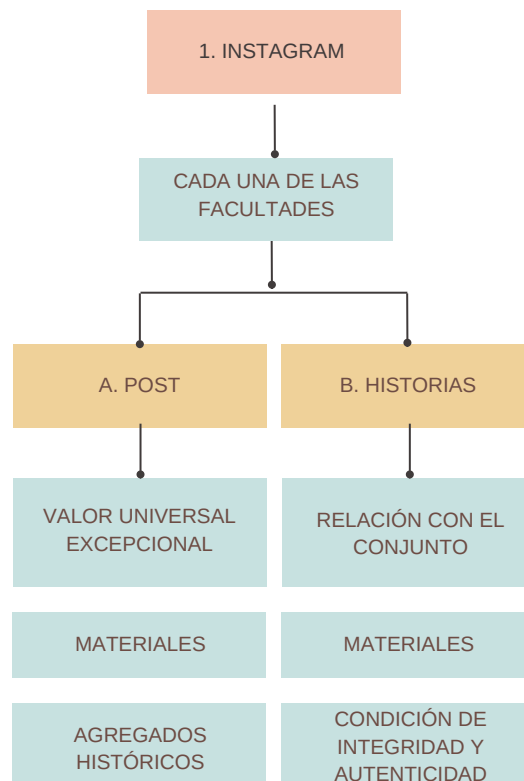 1. INSTAGRAM
CADA UNA DE LAS
FACULTADES
A. POST
B. HISTORIAS
VALOR UNIVERSAL
EXCEPCIONAL
RELACIÓN CON EL
CONJUNTO
MATERIALES
MATERIALES
AGREGADOS
HISTÓRICOS
CONDICIÓN DE
INTEGRIDAD Y
AUTENTICIDAD